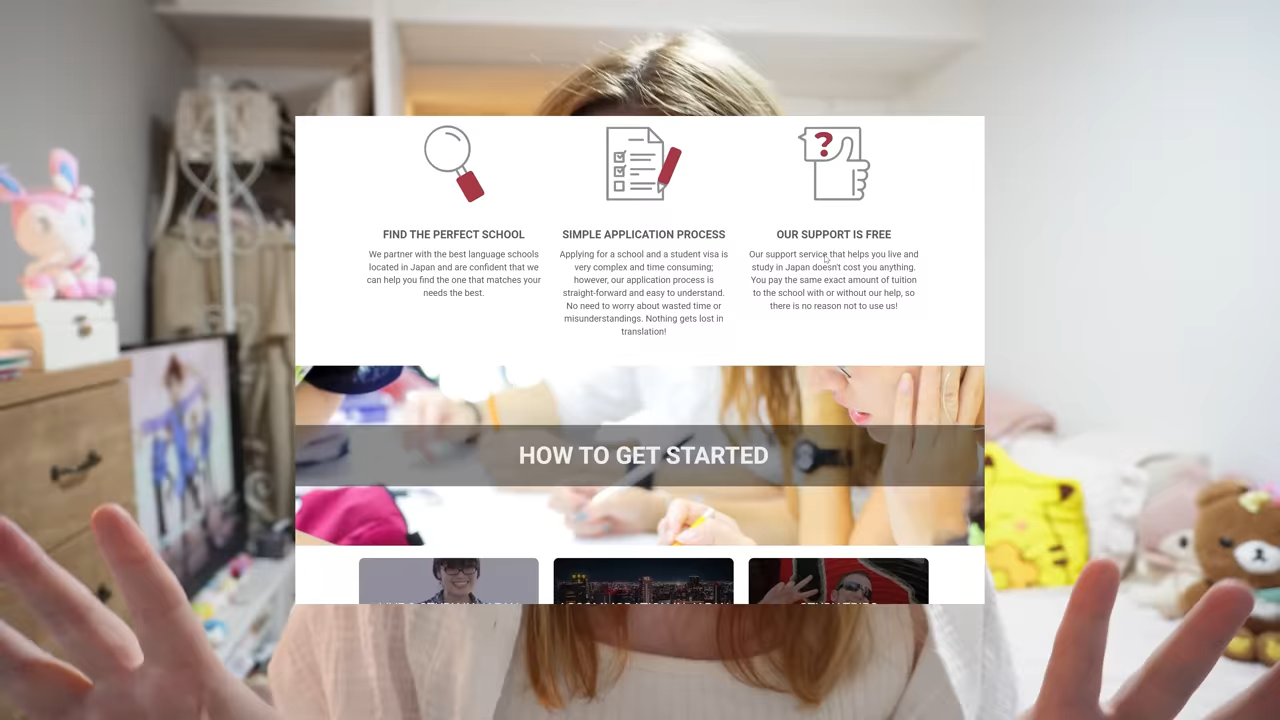 FIND THE PERFECT SCHOOL
We partner with the best language schools
located in Japan and are confident that we
can help you find the one that matches your
needs the best.
SIMPLE APPLICATION PROCESS
Applying for a school and a student visa is
very complex and time consuming;
however, our application process is
straight-forward and easy to understand.
No need to worry about wasted time or
misunderstandings. Nothing gets lost in
translation!
?
OUR SUPPORT IS FREE
Our support service that helps you live and
study in Japan doesn't cost you anything.
You pay the same exact amount of tuition
to the school with or without our help, so
there is no reason not to use us!
HOW TO GET STARTED